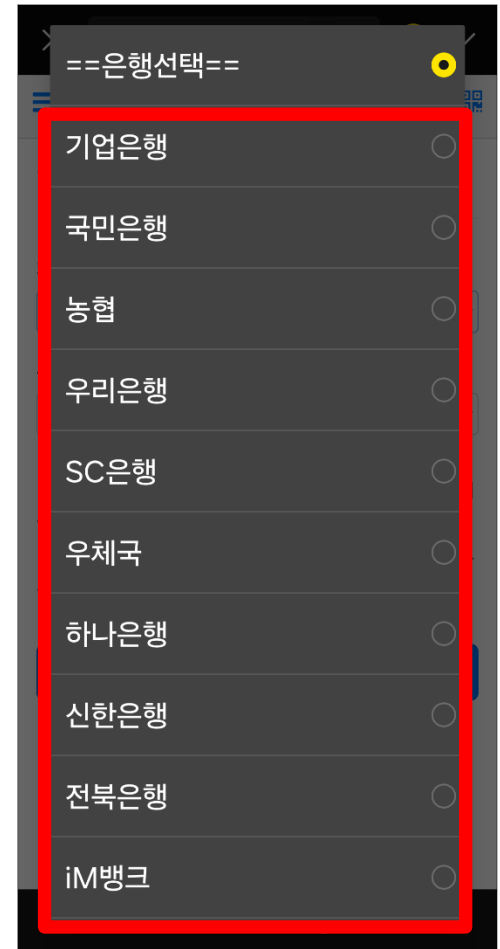 ==은행선택==
기업은행
국민은행
농협
우리은행
SC은행
우체국
하나은행
신한은행
전북은행
iM뱅크